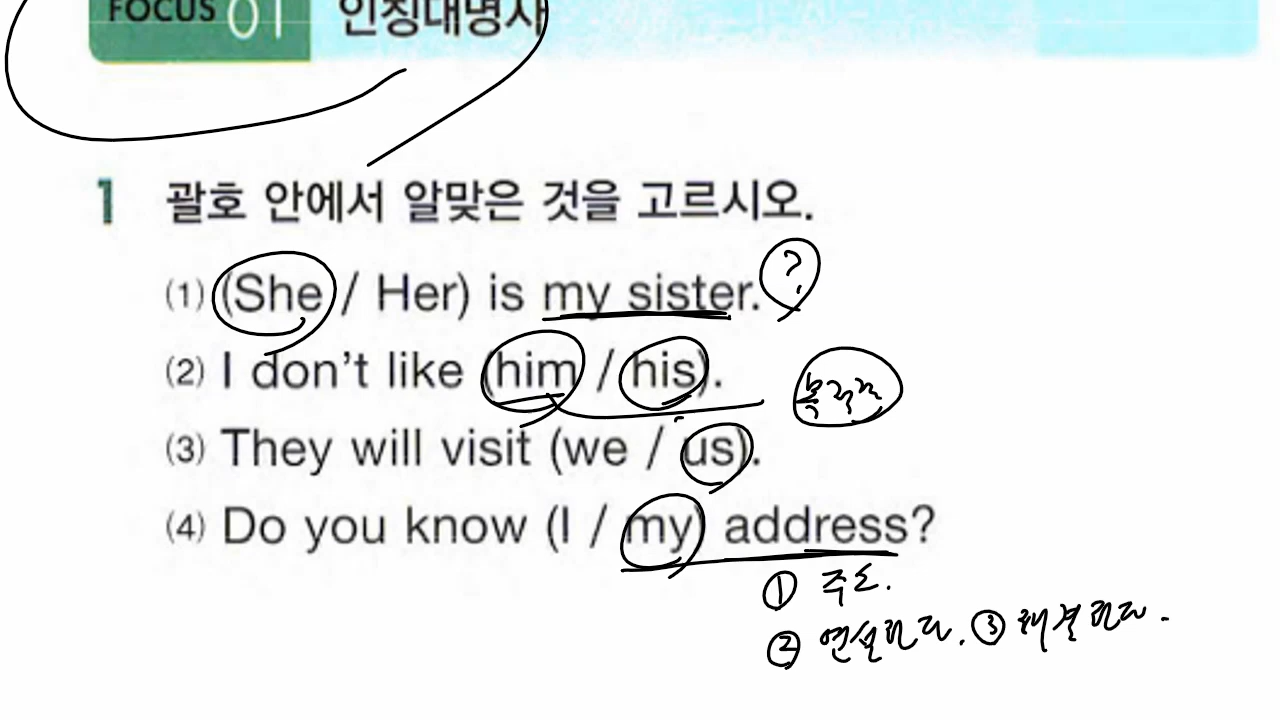 FOCUS 01 인칭대명사
1 괄호 안에서 알맞은 것을 고르시오.
(1) (She / Her) is my sister. ?
(2) I don't like (him / his). 목적격
(3) They will visit (we / us).
(4) Do you know (I / my) address?
① 주소.
② 연설한다. ③ 해결한다.